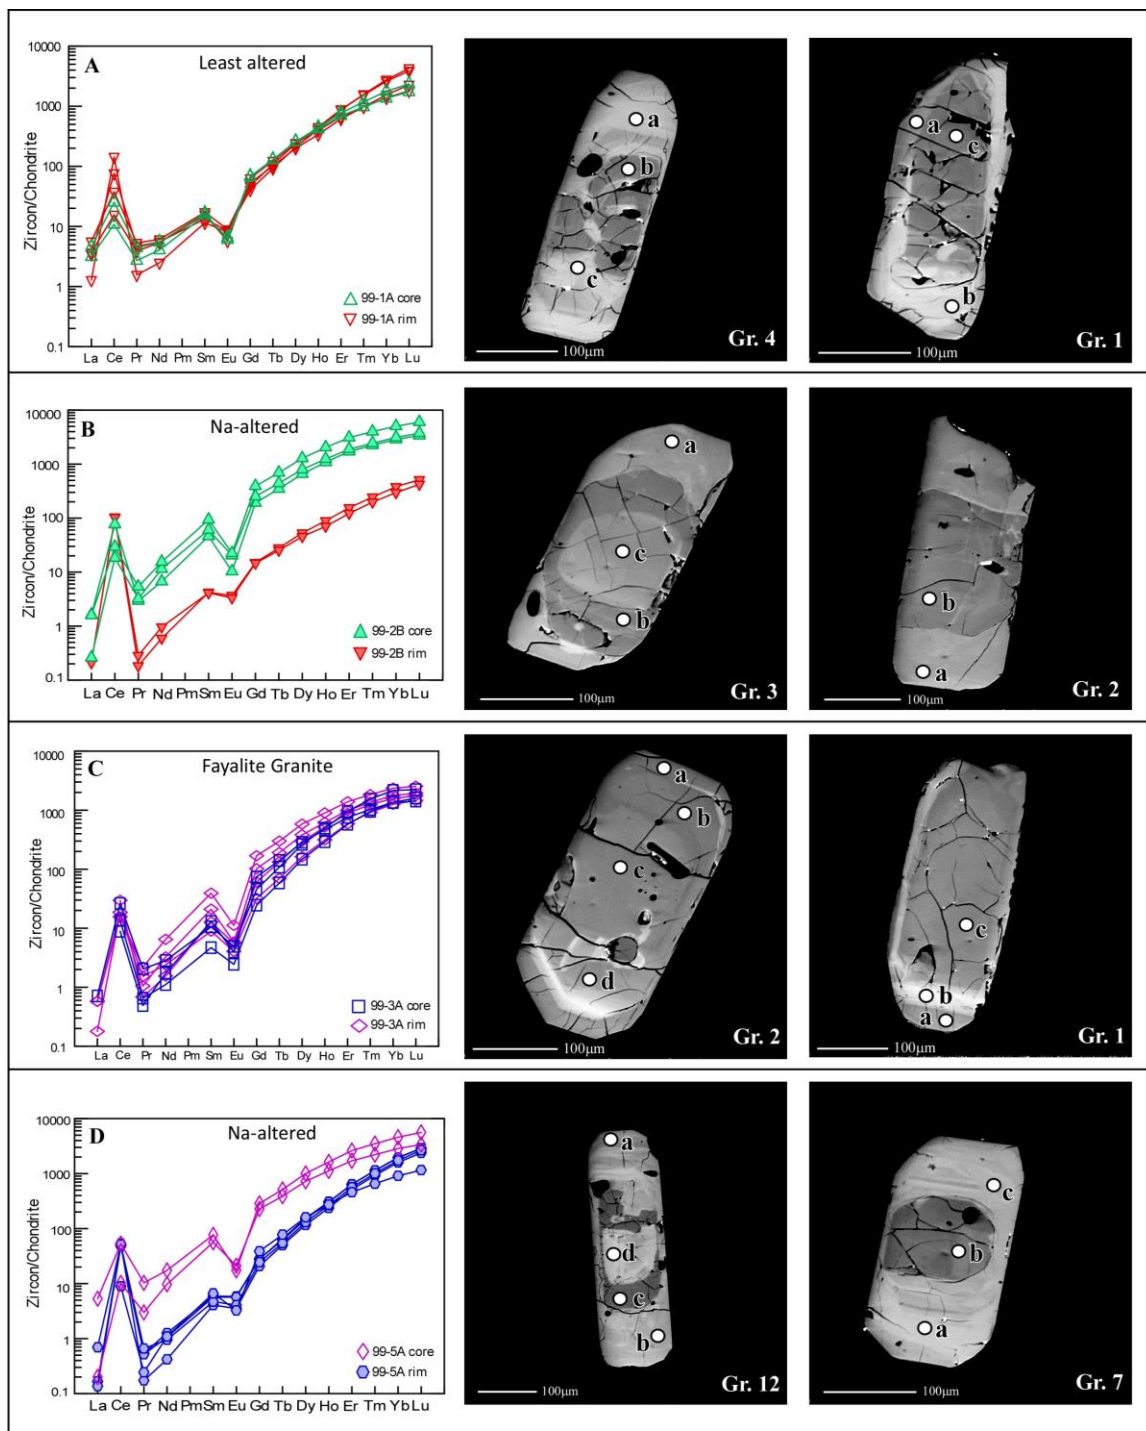 A
Least altered
Zircon/Chondrite
10000
1000
100
10
1
0.1
La Ce Pr Nd Pm Sm Eu Gd Tb Dy Ho Er Tm Yb Lu
99-1A core
99-1A rim
a
b
c
100μm
Gr. 4
a
c
b
100μm
Gr. 1
B
Na-altered
Zircon/Chondrite
10000
1000
100
10
1
0.1
La Ce Pr Nd Pm Sm Eu Gd Tb Dy Ho Er Tm Yb Lu
99-2B core
99-2B rim
a
c
b
100μm
Gr. 3
b
a
100μm
Gr. 2
C
Fayalite Granite
Zircon/Chondrite
10000
1000
100
10
1
0.1
La Ce Pr Nd Pm Sm Eu Gd Tb Dy Ho Er Tm Yb Lu
99-3A core
99-3A rim
a
b
c
d
100μm
Gr. 2
c
b
a
100μm
Gr. 1
D
Na-altered
Zircon/Chondrite
10000
1000
100
10
1
0.1
La Ce Pr Nd Pm Sm Eu Gd Tb Dy Ho Er Tm Yb Lu
99-5A core
99-5A rim
a
d
c
b
100μm
Gr. 12
c
b
a
100μm
Gr. 7